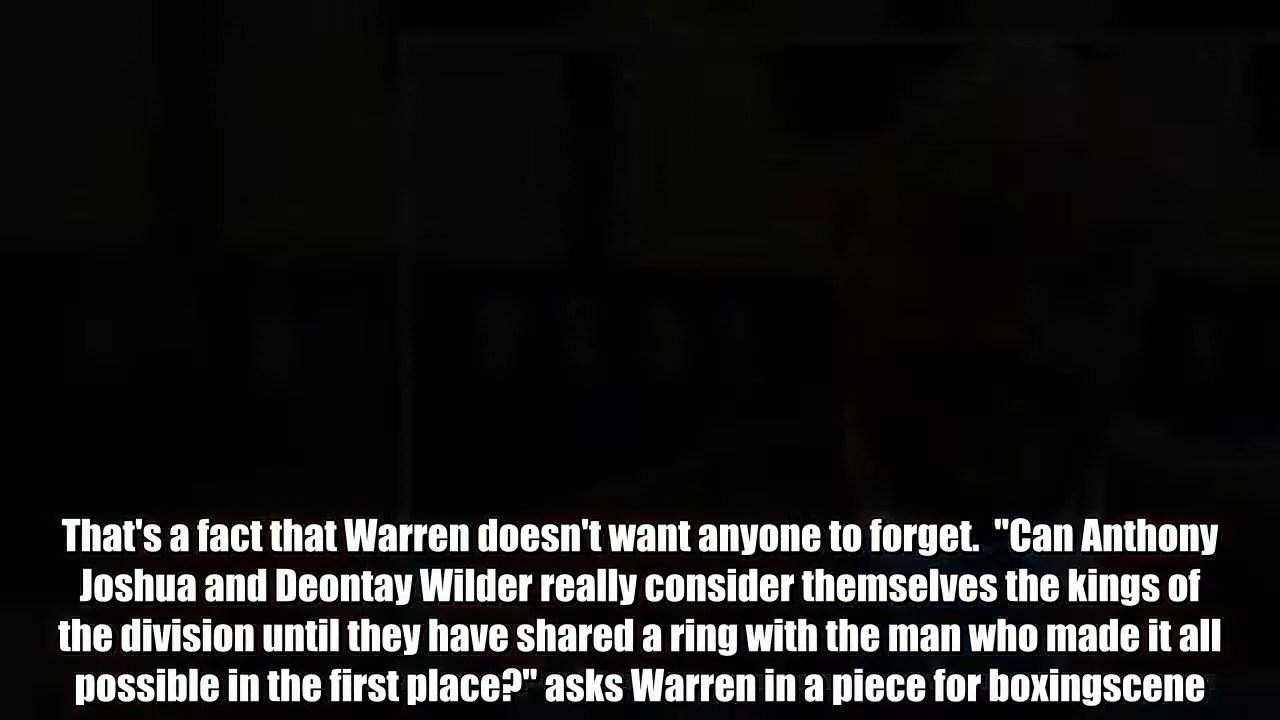 That's a fact that Warren doesn't want anyone to forget.  "Can Anthony
Joshua and Deontay Wilder really consider themselves the kings of
the division until they have shared a ring with the man who made it all
possible in the first place?" asks Warren in a piece for boxingscene